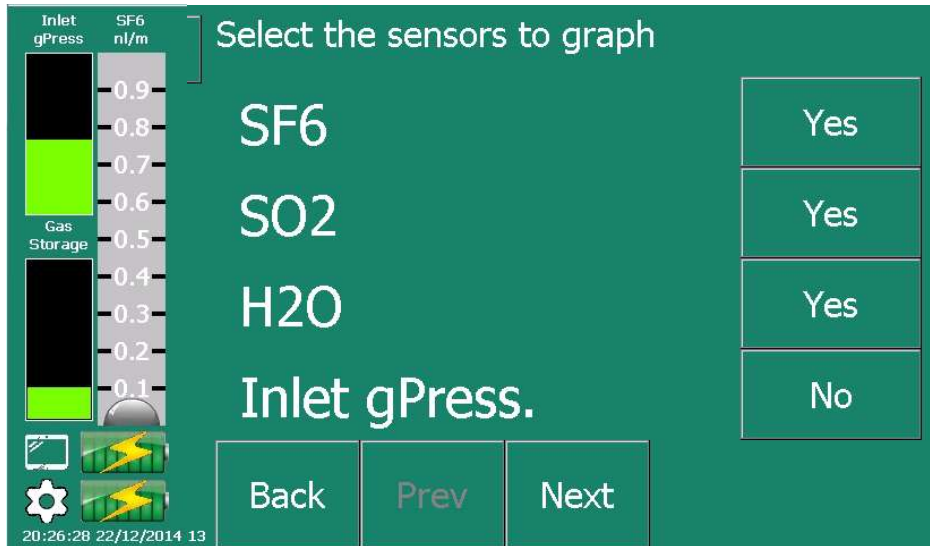 Inlet gPress
SF6 nl/m
0.9
0.8
0.7
0.6
0.5
0.4
0.3
0.2
0.1
Gas Storage
20:26:28 22/12/2014 13
Select the sensors to graph
SF6 Yes
SO2 Yes
H2O Yes
Inlet gPress. No
Back Prev Next